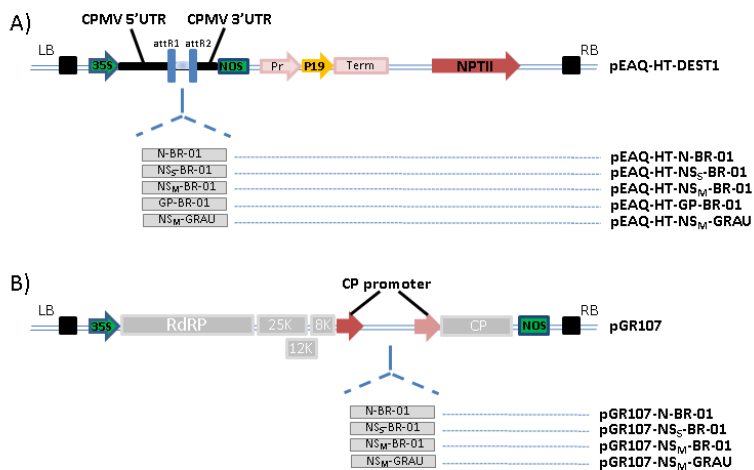 A)
CPMV 5'UTR CPMV 3'UTR
LB attR1 attR2 RB
35S NOS Pr P19 Term NPTII pEAQ-HT-DEST1
N-BR-01 pEAQ-HT-N-BR-01
NSS-BR-01 pEAQ-HT-NSS-BR-01
NSM-BR-01 pEAQ-HT-NSM-BR-01
GP-BR-01 pEAQ-HT-GP-BR-01
NSM-GRAU pEAQ-HT-NSM-GRAU
B)
CP promoter
LB RB
35S RdRP 25K 8K CP NOS pGR107
12K
N-BR-01 pGR107-N-BR-01
NSS-BR-01 pGR107-NSS-BR-01
NSM-BR-01 pGR107-NSM-BR-01
NSM-GRAU pGR107-NSM-GRAU